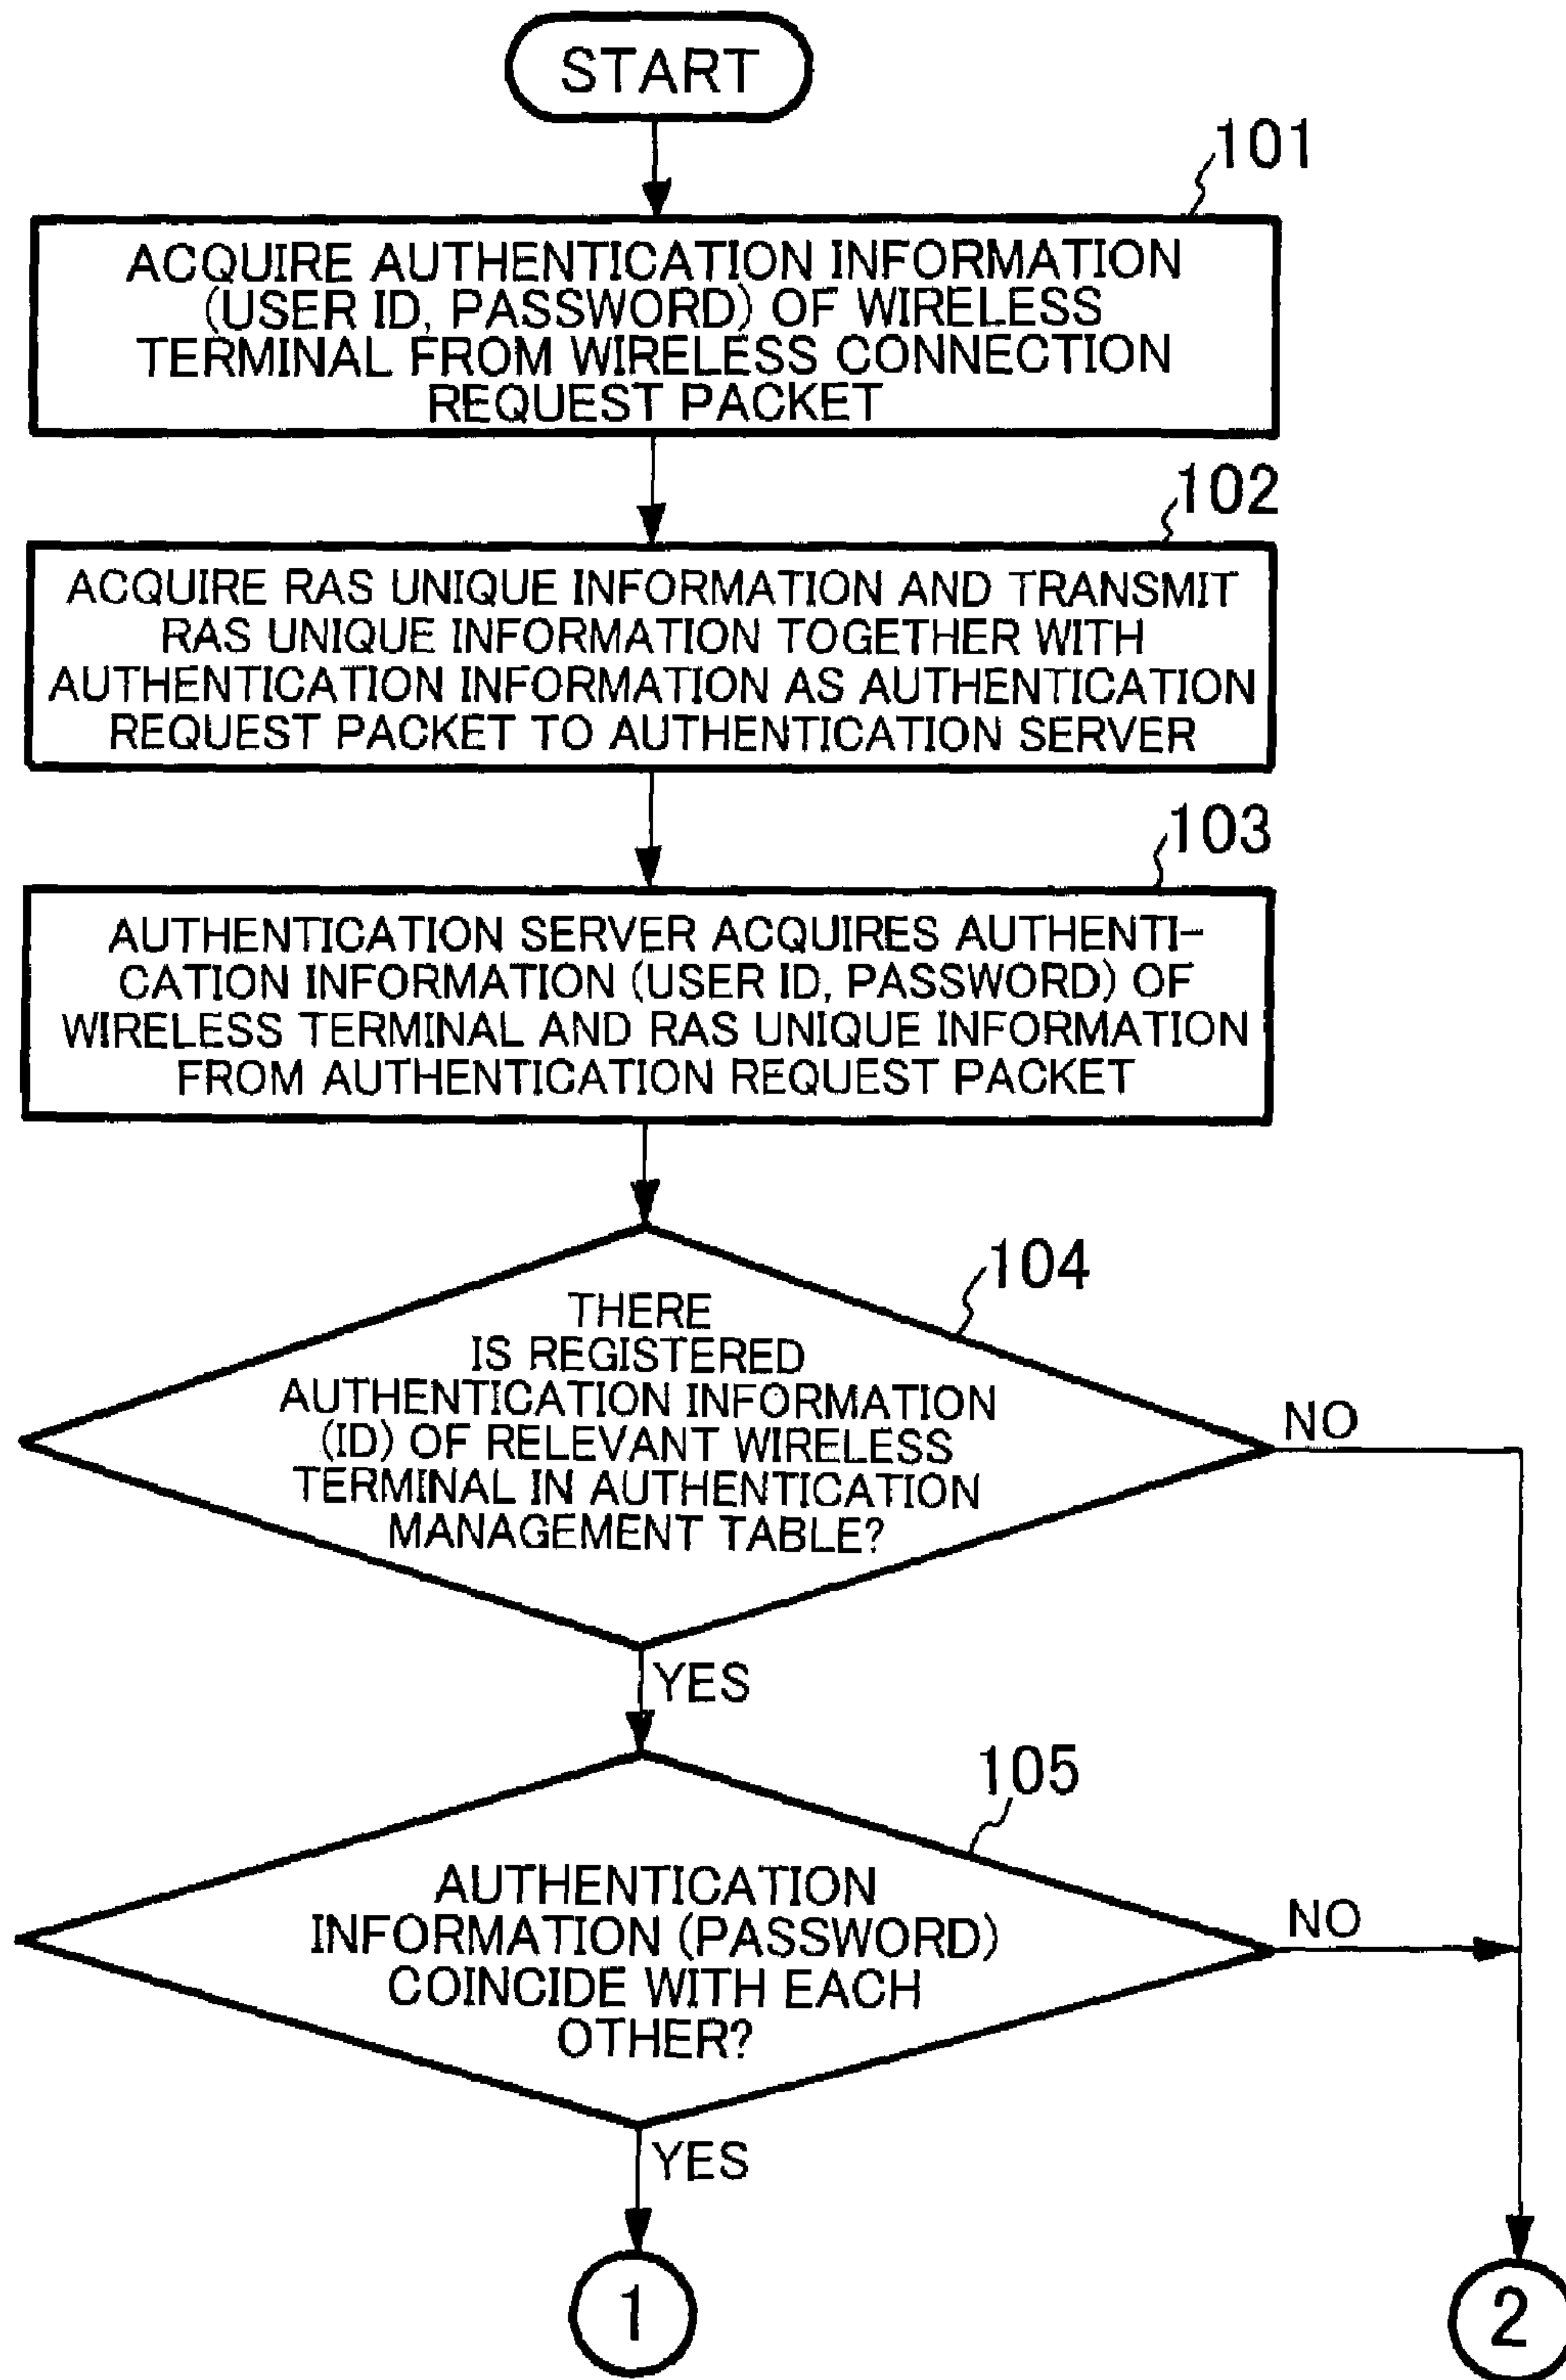 START
101
ACQUIRE AUTHENTICATION INFORMATION
(USER ID, PASSWORD) OF WIRELESS
TERMINAL FROM WIRELESS CONNECTION
REQUEST PACKET
102
ACQUIRE RAS UNIQUE INFORMATION AND TRANSMIT
RAS UNIQUE INFORMATION TOGETHER WITH
AUTHENTICATION INFORMATION AS AUTHENTICATION
REQUEST PACKET TO AUTHENTICATION SERVER
103
AUTHENTICATION SERVER ACQUIRES AUTHENTI-
CATION INFORMATION (USER ID, PASSWORD) OF
WIRELESS TERMINAL AND RAS UNIQUE INFORMATION
FROM AUTHENTICATION REQUEST PACKET
104
THERE
IS REGISTERED
AUTHENTICATION INFORMATION
(ID) OF RELEVANT WIRELESS
TERMINAL IN AUTHENTICATION
MANAGEMENT TABLE?
NO
YES
105
AUTHENTICATION
INFORMATION (PASSWORD)
COINCIDE WITH EACH
OTHER?
NO
YES
1
2